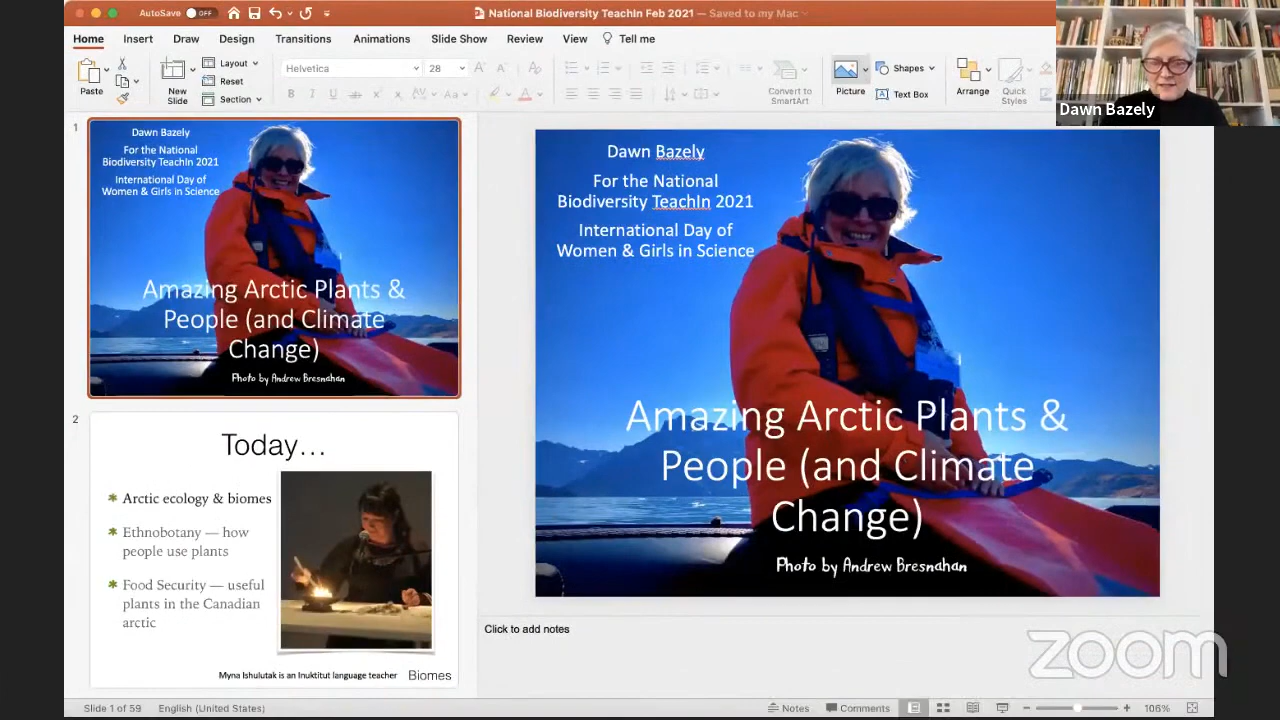 AutoSave OFF
National Biodiversity TeachIn Feb 2021 — Saved to my Mac
Home Insert Draw Design Transitions Animations Slide Show Review View Tell me
Paste
New
Slide
Layout
Reset
Section
Helvetica 28
B I U
Convert to
SmartArt
Picture
Shapes
Text Box
Arrange
Quick
Styles
Dawn Bazely
1
Dawn Bazely
For the National
Biodiversity TeachIn 2021
International Day of
Women & Girls in Science
Amazing Arctic Plants &
People (and Climate
Change)
Photo by Andrew Bresnahan
2
Today…
Arctic ecology & biomes
Ethnobotany — how
people use plants
Food Security — useful
plants in the Canadian
arctic
Myna Ishulutak is an Inuktitut language teacher
Biomes
Dawn Bazely
For the National
Biodiversity TeachIn 2021
International Day of
Women & Girls in Science
Amazing Arctic Plants &
People (and Climate
Change)
Photo by Andrew Bresnahan
Click to add notes
zoom
Slide 1 of 59 English (United States) Notes Comments 106%